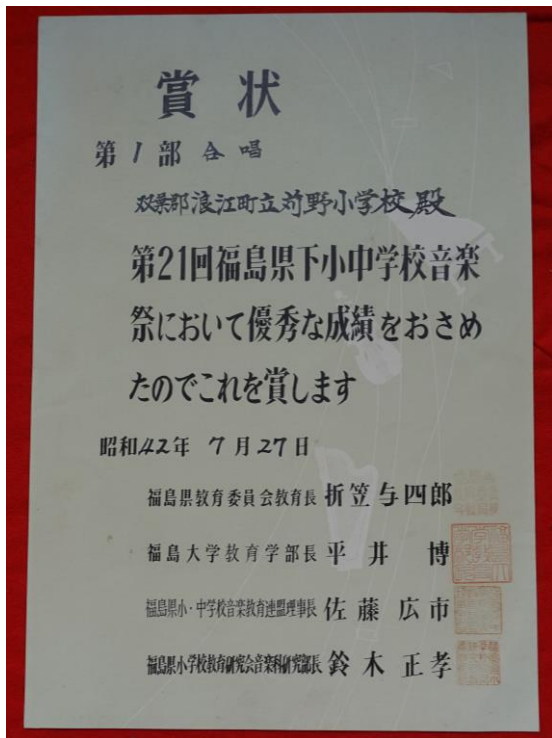 賞状
第1部 合唱
双葉郡浪江町立苅野小学校殿
第21回福島県下小中学校音楽
祭において優秀な成績をおさめ
たのでこれを賞します
昭和42年 7月27日
福島県教育委員会教育長 折笠与四郎
福島大学教育学部長 平井 博
福島県小・中学校音楽教育連盟理事長 佐藤広市
福島県小学校教育研究会音楽科研究部長 鈴木正孝